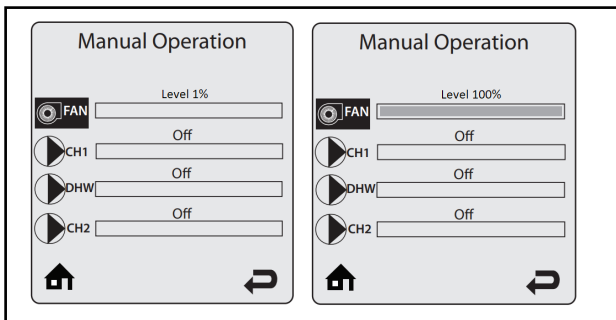 Manual Operation
Level 1%
FAN
Off
CH1
Off
DHW
Off
CH2
Manual Operation
Level 100%
FAN
Off
CH1
Off
DHW
Off
CH2